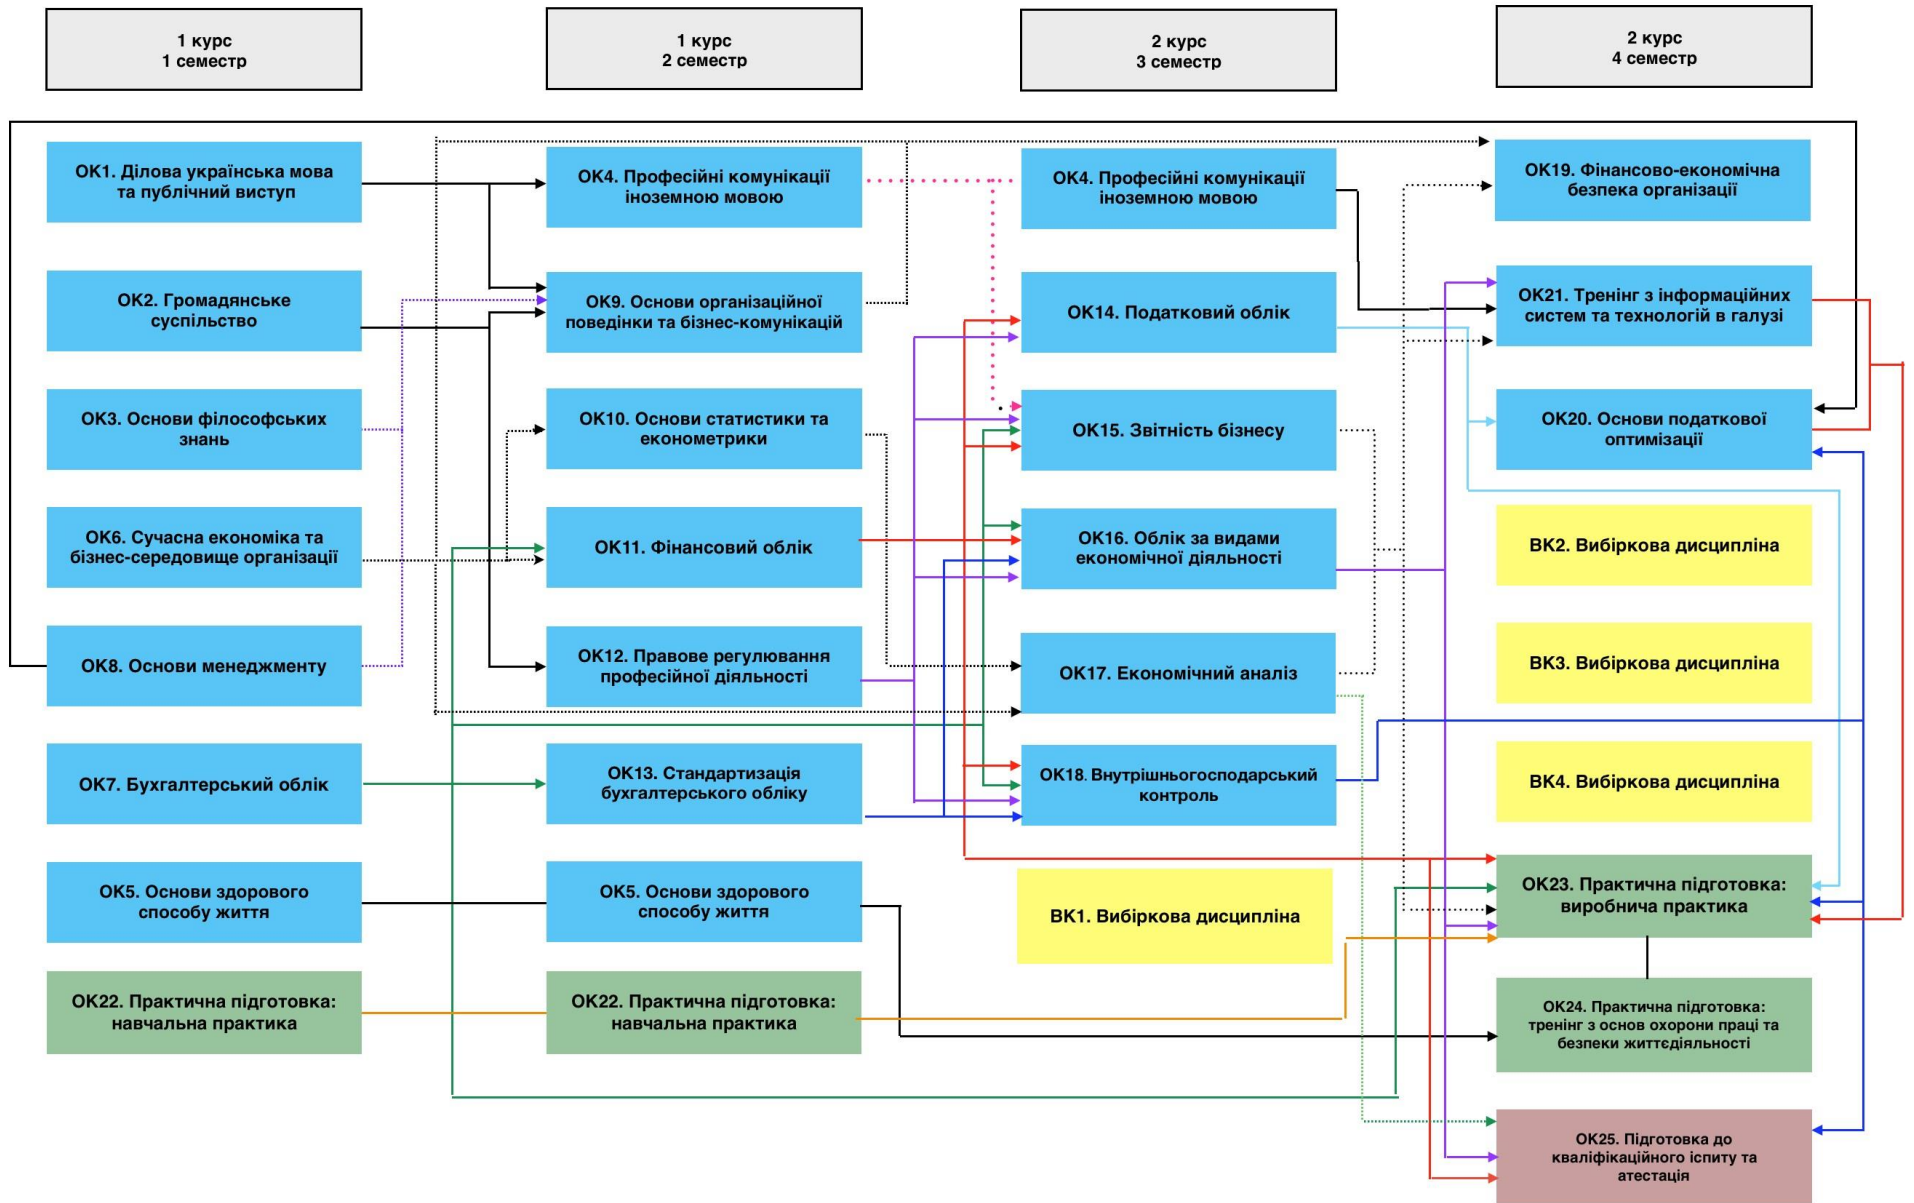 1 курс
1 семестр
1 курс
2 семестр
2 курс
3 семестр
2 курс
4 семестр
ОК1. Ділова українська мова
та публічний виступ
ОК4. Професійні комунікації
іноземною мовою
ОК4. Професійні комунікації
іноземною мовою
ОК19. Фінансово-економічна
безпека організації
ОК2. Громадянське
суспільство
ОК9. Основи організаційної
поведінки та бізнес-комунікацій
ОК14. Податковий облік
ОК21. Тренінг з інформаційних
систем та технологій в галузі
ОК3. Основи філософських
знань
ОК10. Основи статистики та
економетрики
ОК15. Звітність бізнесу
ОК20. Основи податкової
оптимізації
ОК6. Сучасна економіка та
бізнес-середовище організації
ОК11. Фінансовий облік
ОК16. Облік за видами
економічної діяльності
ВК2. Вибіркова дисципліна
ОК8. Основи менеджменту
ОК12. Правове регулювання
професійної діяльності
ОК17. Економічний аналіз
ВК3. Вибіркова дисципліна
ОК7. Бухгалтерський облік
ОК13. Стандартизація
бухгалтерського обліку
ОК18. Внутрішньогосподарський
контроль
ВК4. Вибіркова дисципліна
ОК5. Основи здорового
способу життя
ОК5. Основи здорового
способу життя
ВК1. Вибіркова дисципліна
ОК23. Практична підготовка:
виробнича практика
ОК22. Практична підготовка:
навчальна практика
ОК22. Практична підготовка:
навчальна практика
ОК24. Практична підготовка:
тренінг з основ охорони праці та
безпеки життєдіяльності
ОК25. Підготовка до
кваліфікаційного іспиту та
атестація